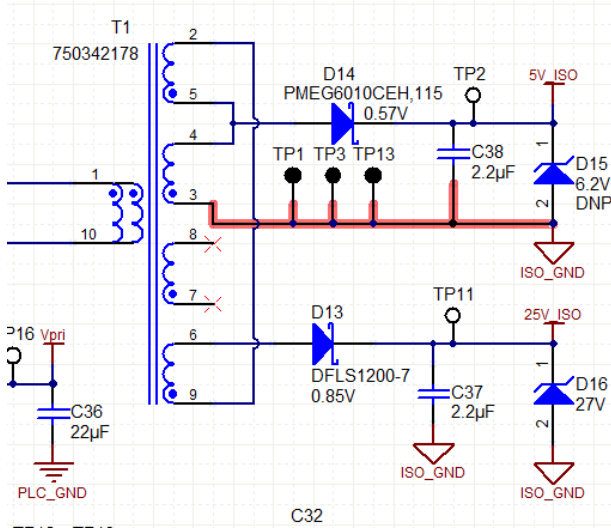 T1
750342178
2
5
4
3
8
7
6
9
1
10
D14
PMEG6010CEH,115
0.57V
TP2
5V_ISO
TP1 TP3 TP13
C38
2.2µF
1
D15
6.2V
2
DNP
ISO_GND
D13
DFLS1200-7
0.85V
TP11
25V_ISO
C37
2.2µF
ISO_GND
1
D16
27V
2
ISO_GND
P16 Vpri
C36
22µF
PLC_GND
C32